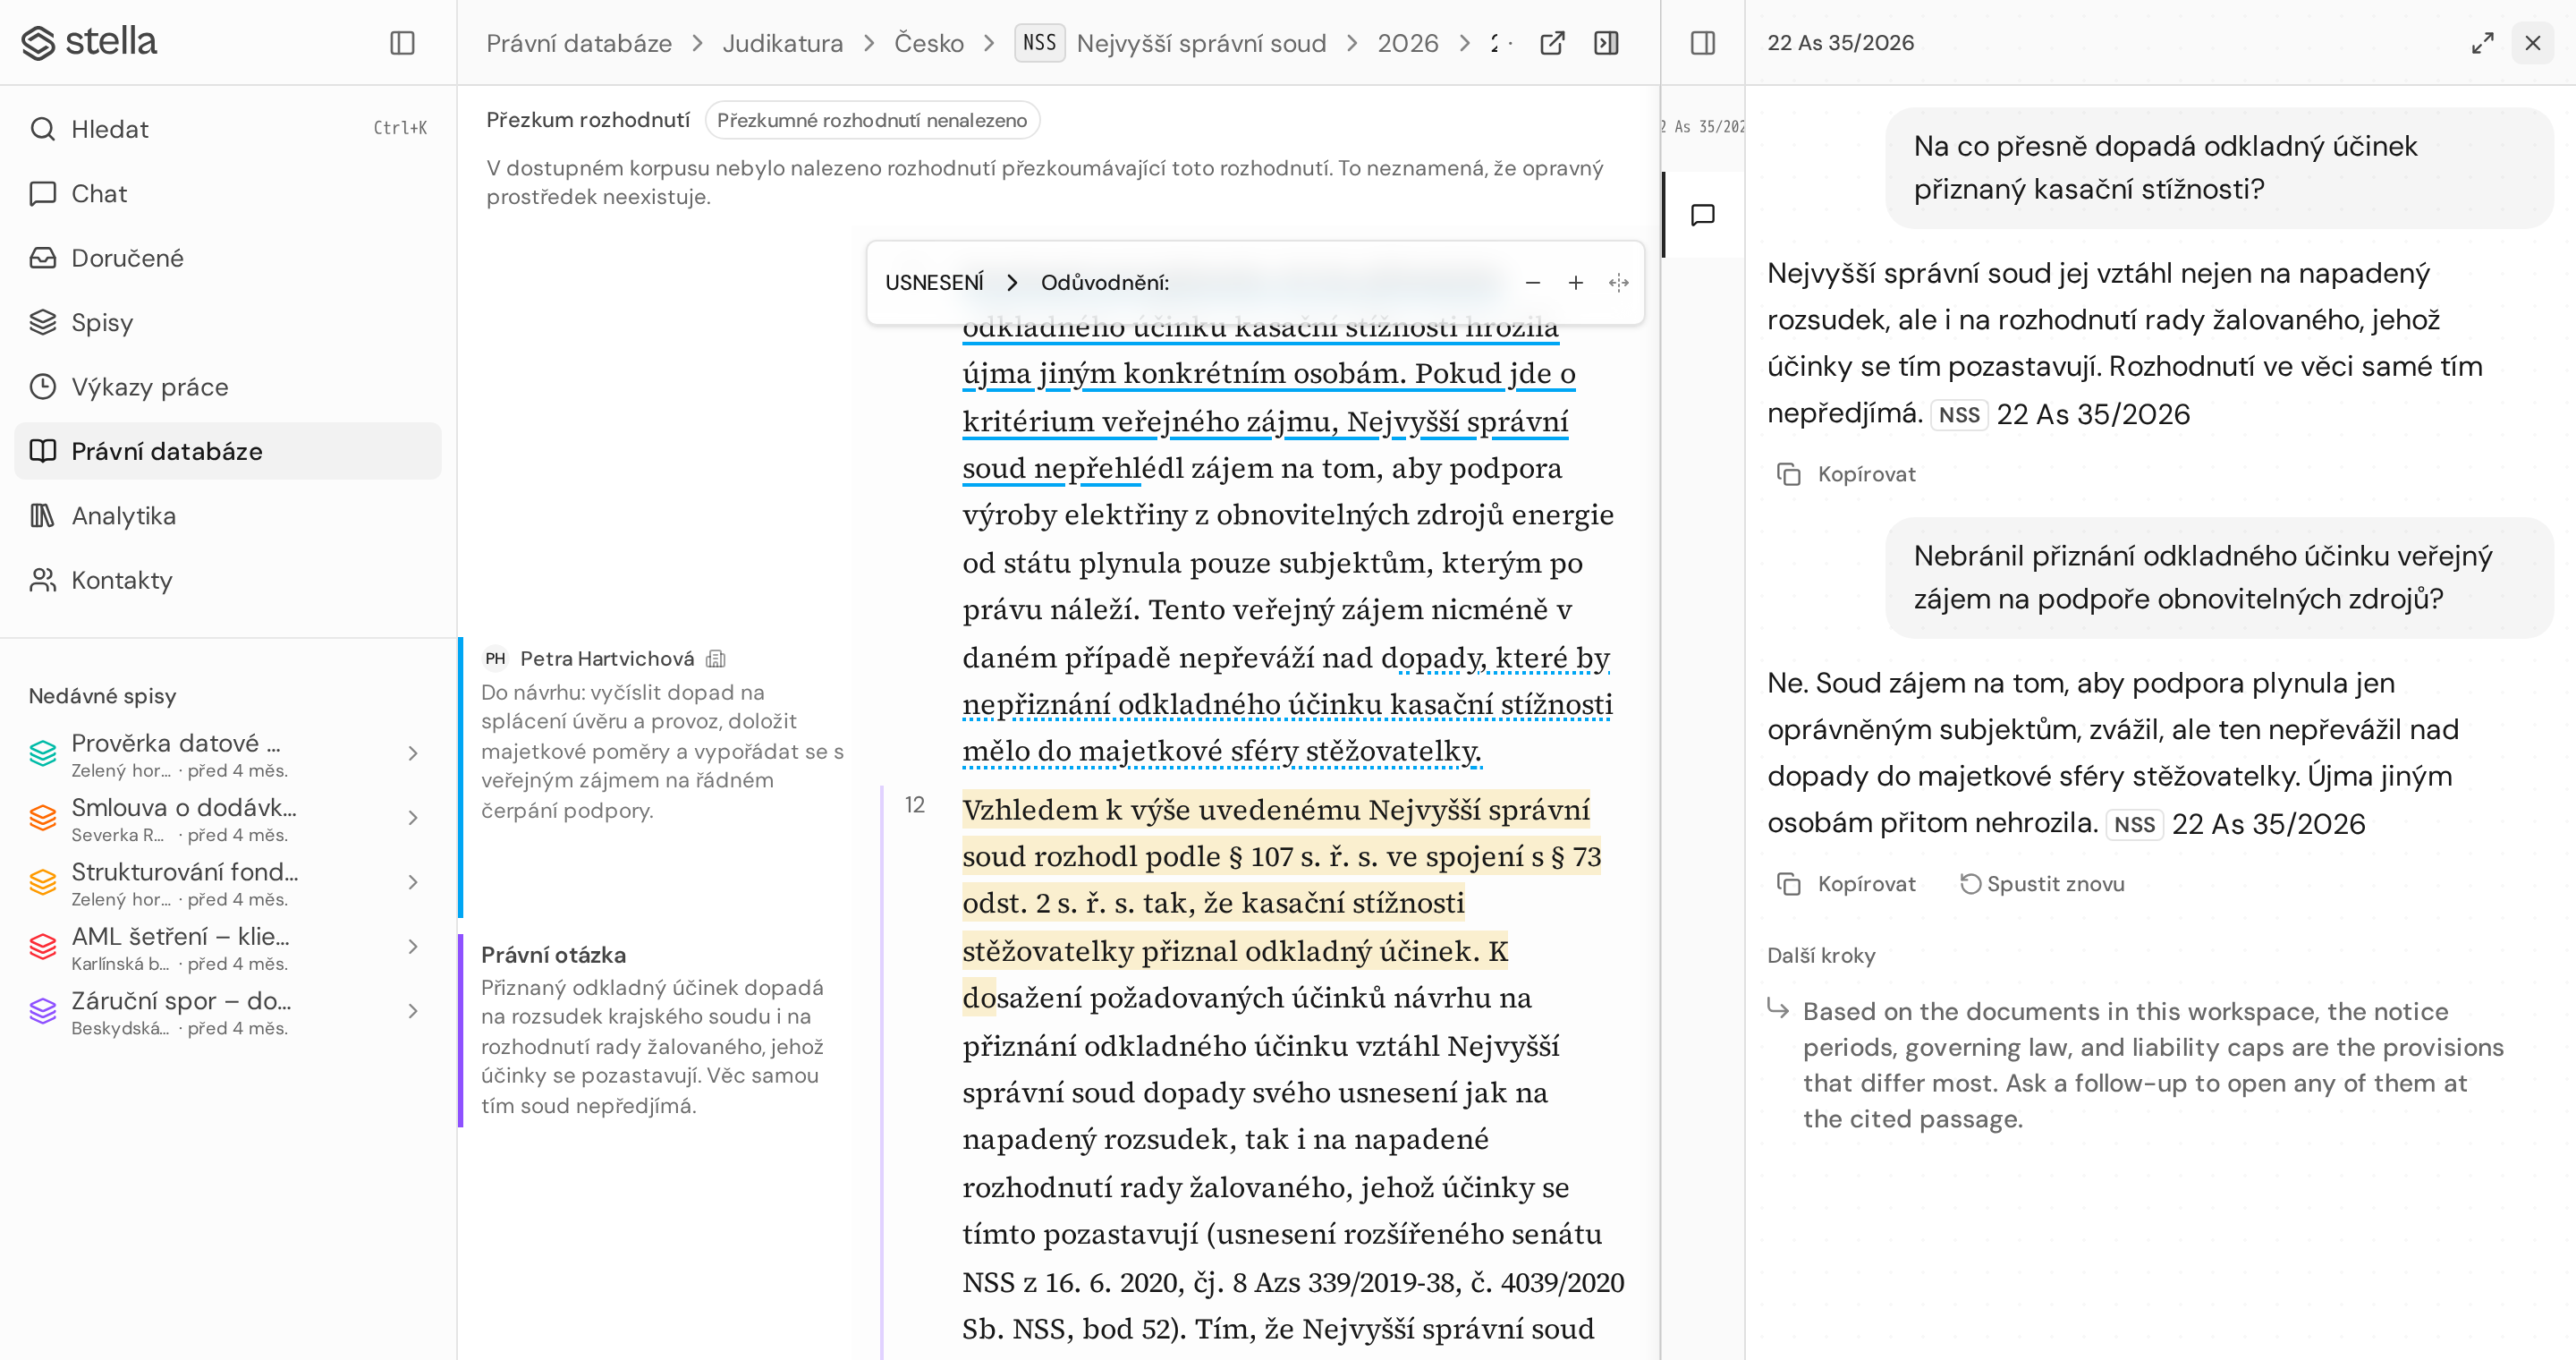 stella
Hledat
Ctrl+K
Chat
Doručené
Spisy
Výkazy práce
Právní databáze
Analytika
Kontakty
Nedávné spisy
Prověrka datové ...
Zelený hor... · před 4 měs.
Smlouva o dodávk...
Severka R... · před 4 měs.
Strukturování fond...
Zelený hor... · před 4 měs.
AML šetření – klie...
Karlínská b... · před 4 měs.
Záruční spor – do...
Beskydská... · před 4 měs.
Právní databáze > Judikatura > Česko > NSS Nejvyšší správní soud > 2026 >
Přezkum rozhodnutí
Přezkumné rozhodnutí nenalezeno
V dostupném korpusu nebylo nalezeno rozhodnutí přezkoumávající toto rozhodnutí. To neznamená, že opravný
prostředek neexistuje.
USNESENÍ > Odůvodnění:
odkladného účinku kasační stížnosti hrozila
újma jiným konkrétním osobám. Pokud jde o
kritérium veřejného zájmu, Nejvyšší správní
soud nepřehlédl zájem na tom, aby podpora
výroby elektřiny z obnovitelných zdrojů energie
od státu plynula pouze subjektům, kterým po
právu náleží. Tento veřejný zájem nicméně v
daném případě nepřeváží nad dopady, které by
nepřiznání odkladného účinku kasační stížnosti
mělo do majetkové sféry stěžovatelky.
12
Vzhledem k výše uvedenému Nejvyšší správní
soud rozhodl podle § 107 s. ř. s. ve spojení s § 73
odst. 2 s. ř. s. tak, že kasační stížnosti
stěžovatelky přiznal odkladný účinek. K
dosažení požadovaných účinků návrhu na
přiznání odkladného účinku vztáhl Nejvyšší
správní soud dopady svého usnesení jak na
napadený rozsudek, tak i na napadené
rozhodnutí rady žalovaného, jehož účinky se
tímto pozastavují (usnesení rozšířeného senátu
NSS z 16. 6. 2020, čj. 8 Azs 339/2019-38, č. 4039/2020
Sb. NSS, bod 52). Tím, že Nejvyšší správní soud
PH Petra Hartvichová
Do návrhu: vyčíslit dopad na
splácení úvěru a provoz, doložit
majetkové poměry a vypořádat se s
veřejným zájmem na řádném
čerpání podpory.
Právní otázka
Přiznaný odkladný účinek dopadá
na rozsudek krajského soudu i na
rozhodnutí rady žalovaného, jehož
účinky se pozastavují. Věc samou
tím soud nepředjímá.
As 35/202
22 As 35/2026
Na co přesně dopadá odkladný účinek
přiznaný kasační stížnosti?
Nejvyšší správní soud jej vztáhl nejen na napadený
rozsudek, ale i na rozhodnutí rady žalovaného, jehož
účinky se tím pozastavují. Rozhodnutí ve věci samé tím
nepředjímá. NSS 22 As 35/2026
Kopírovat
Nebránil přiznání odkladného účinku veřejný
zájem na podpoře obnovitelných zdrojů?
Ne. Soud zájem na tom, aby podpora plynula jen
oprávněným subjektům, zvážil, ale ten nepřevážil nad
dopady do majetkové sféry stěžovatelky. Újma jiným
osobám přitom nehrozila. NSS 22 As 35/2026
Kopírovat
Spustit znovu
Další kroky
Based on the documents in this workspace, the notice
periods, governing law, and liability caps are the provisions
that differ most. Ask a follow-up to open any of them at
the cited passage.